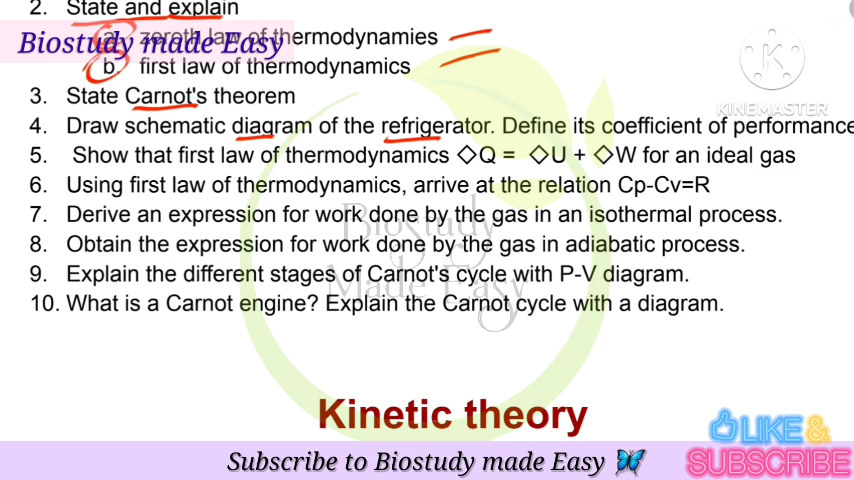 2. State and explain
Biostudy made Easy
a. zeroth law of thermodynamies
b. first law of thermodynamics
3. State Carnot's theorem
KINEMASTER
4. Draw schematic diagram of the refrigerator. Define its coefficient of performance
5. Show that first law of thermodynamics ◇Q = ◇U + ◇W for an ideal gas
6. Using first law of thermodynamics, arrive at the relation Cp-Cv=R
7. Derive an expression for work done by the gas in an isothermal process.
8. Obtain the expression for work done by the gas in adiabatic process.
9. Explain the different stages of Carnot's cycle with P-V diagram.
10. What is a Carnot engine? Explain the Carnot cycle with a diagram.
Biostudy
Made Easy
Kinetic theory
LIKE &
SUBSCRIBE
Subscribe to Biostudy made Easy 🦋